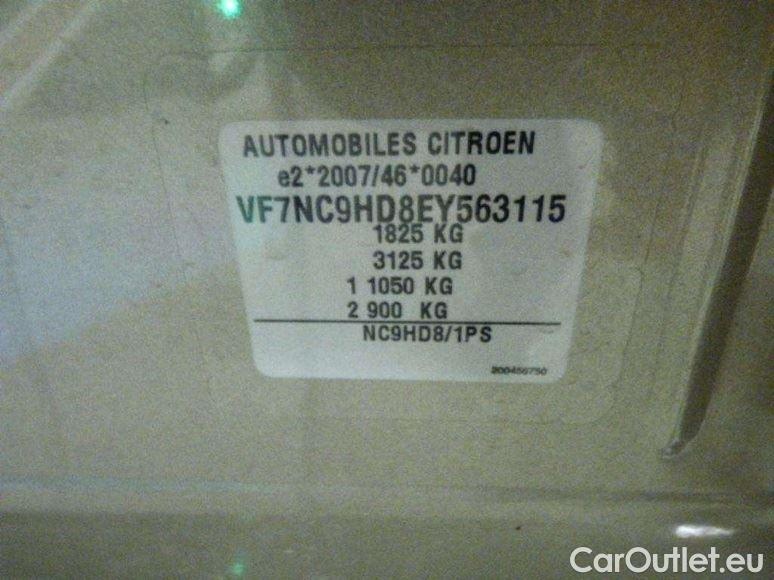 AUTOMOBILES CITROEN
e2*2007/46*0040
VF7NC9HD8EY563115
1825 KG
3125 KG
1 1050 KG
2 900 KG
NC9HD8/1PS
200456750
CarOutlet.eu